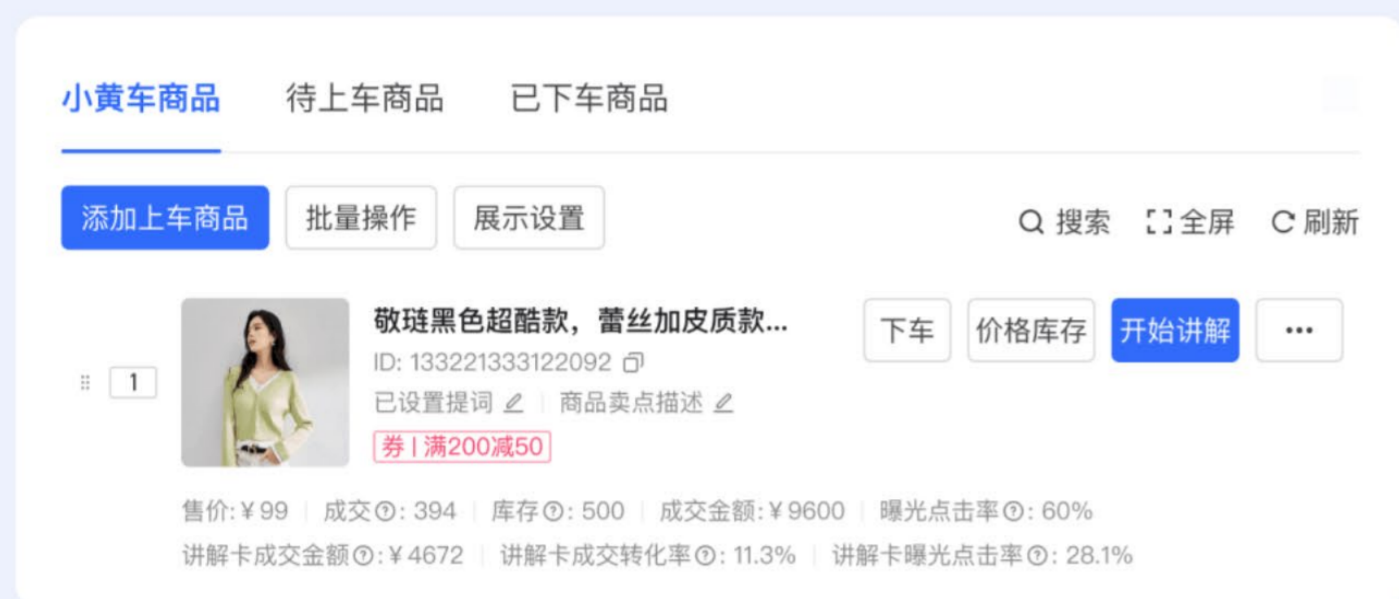 小黄车商品 待上车商品 已下车商品
添加上车商品 批量操作 展示设置 搜索 全屏 刷新
敬琏黑色超酷款，蕾丝加皮质款... 下车 价格库存 开始讲解 ...
1 ID: 133221333122092
已设置提词 | 商品卖点描述
券 | 满200减50
售价:¥99 | 成交?: 394 | 库存?: 500 | 成交金额:¥9600 | 曝光点击率?: 60%
讲解卡成交金额?:¥4672 | 讲解卡成交转化率?: 11.3% | 讲解卡曝光点击率?: 28.1%